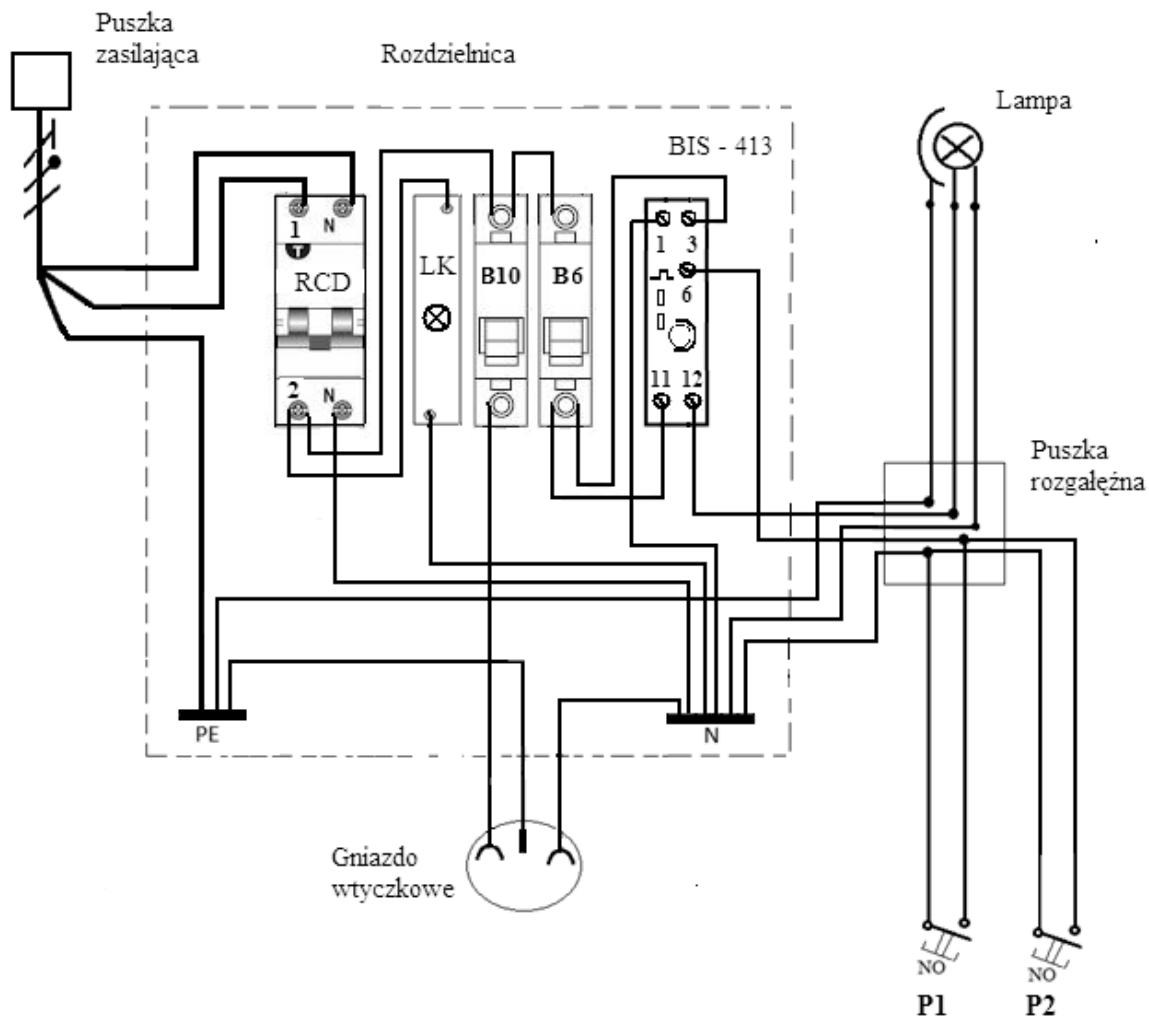 Puszka
zasilająca
Rozdzielnica
Lampa
BIS - 413
1 N
T
RCD
2 N
LK
B10
B6
1 3
6
11 12
Puszka
rozgałęźna
PE
N
Gniazdo
wtyczkowe
NO
NO
P1
P2